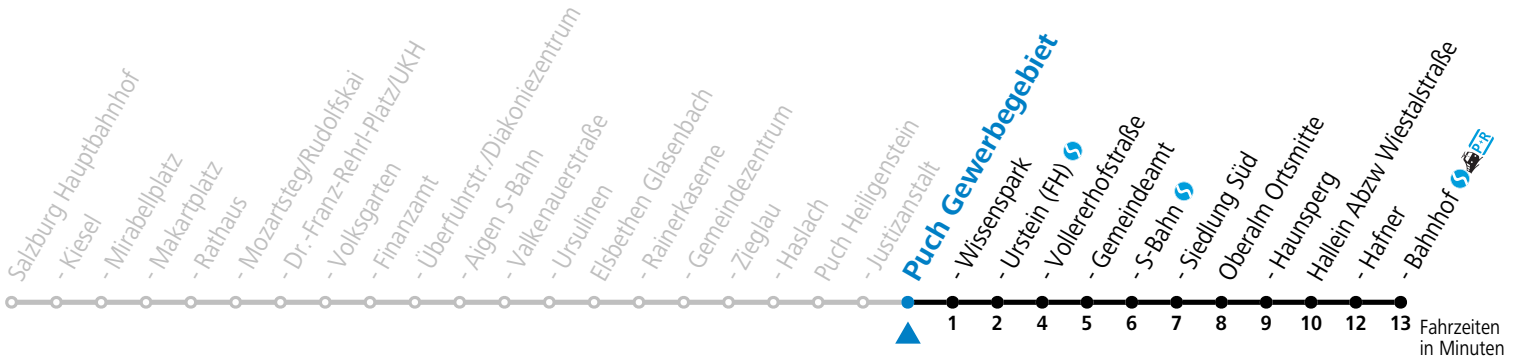 Salzburg Hauptbahnhof
- Kiesel
- Mirabellplatz
- Makartplatz
- Rathaus
- Mozartsteg/Rudolfskai
- Dr.-Franz-Rehrl-Platz/UKH
- Volksgarten
- Finanzamt
- Überfuhrstr./Diakoniezentrum
- Aigen S-Bahn
- Valkenauerstraße
- Ursulinen
Elsbethen Glasenbach
- Rainerkaserne
- Gemeindezentrum
- Zieglau
- Haslach
Puch Heiligenstein
- Justizanstalt
Puch Gewerbegebiet
- Wissenspark
- Urstein (FH)
- Vollererhofstraße
- Gemeindeamt
- S-Bahn
- Siedlung Süd
Oberalm Ortsmitte
- Haunsperg
Hallein Abzw Wiestalstraße
- Hafner
- Bahnhof
P+R
1 2 4 5 6 7 8 9 10 12 13
Fahrzeiten
in Minuten